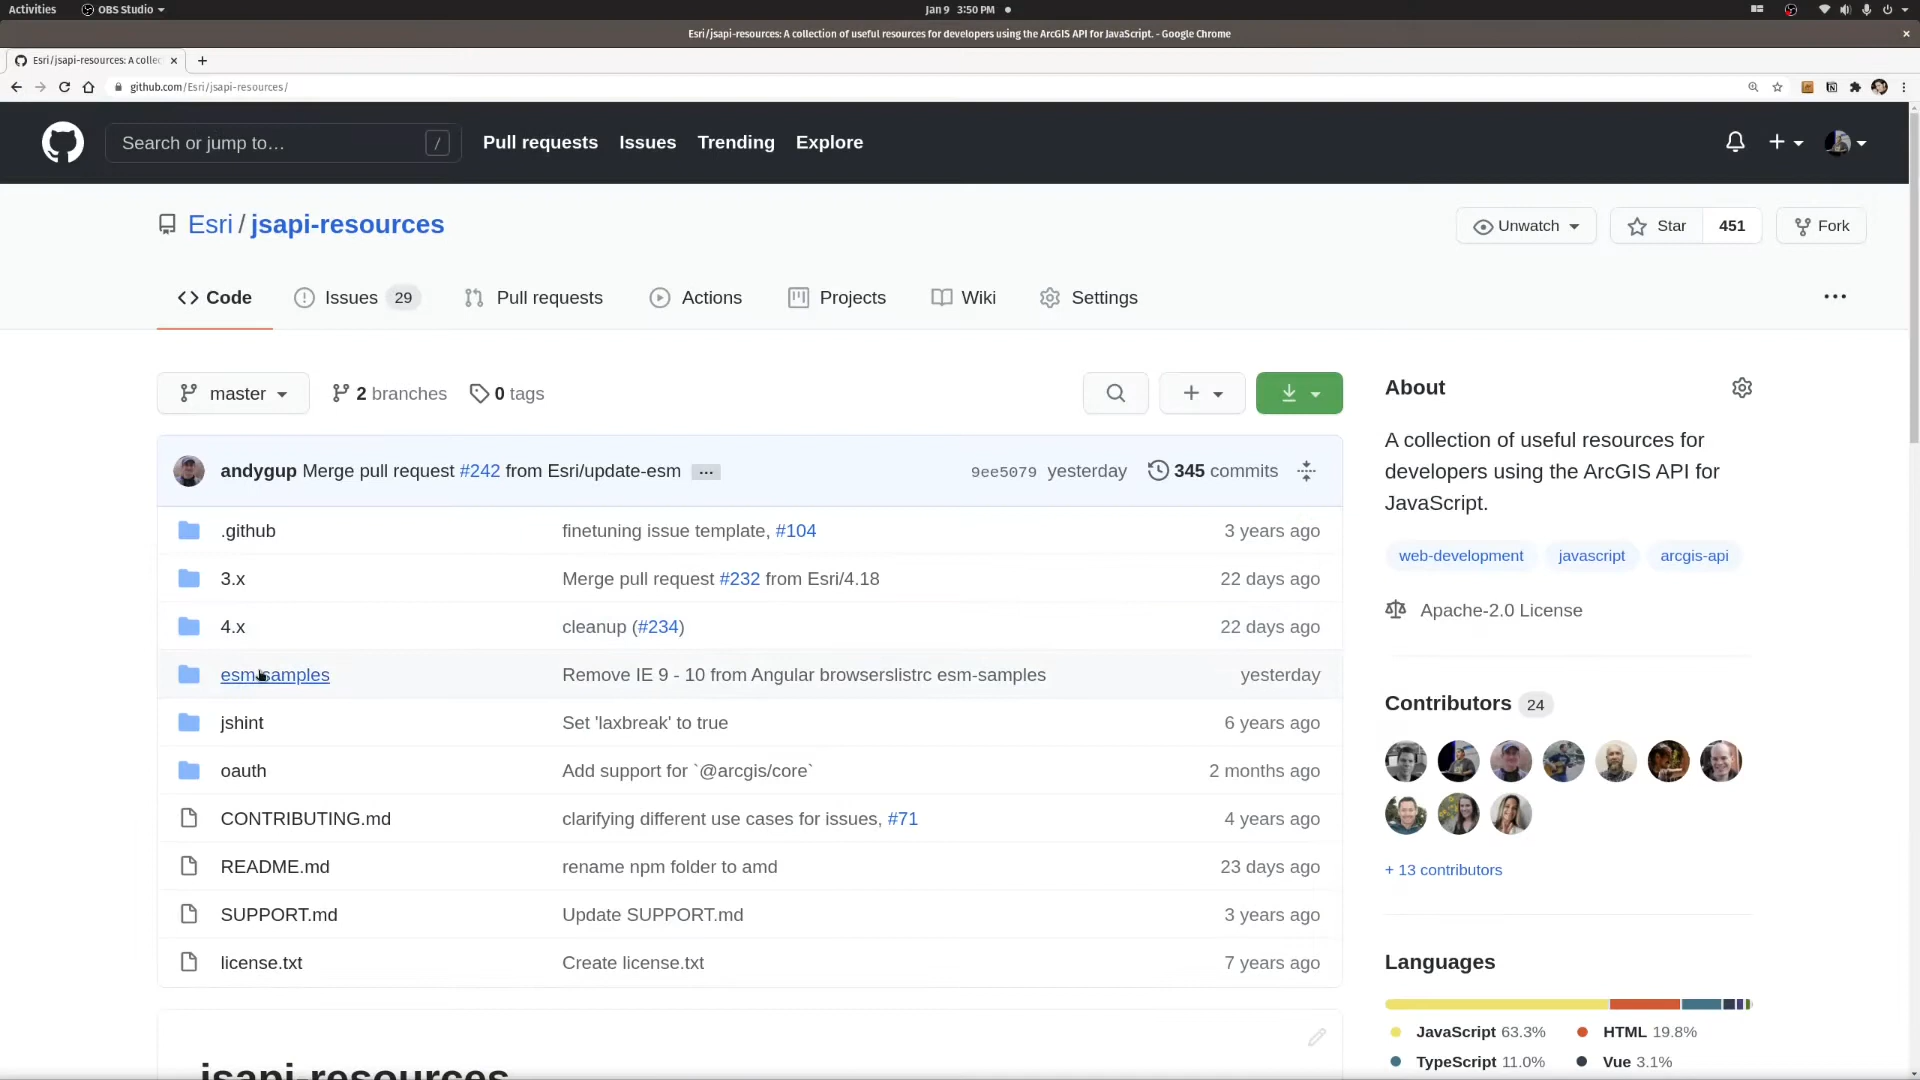 Activities OBS Studio Jan 9 3:50 PM
Esri/jsapi-resources: A collection of useful resources for developers using the ArcGIS API for JavaScript. - Google Chrome
Esri/jsapi-resources: A collec
github.com/Esri/jsapi-resources/
Search or jump to… / Pull requests Issues Trending Explore
Esri / jsapi-resources Unwatch Star 451 Fork
Code Issues 29 Pull requests Actions Projects Wiki Settings
master 2 branches 0 tags
About
A collection of useful resources for
developers using the ArcGIS API for
JavaScript.
web-development javascript arcgis-api
Apache-2.0 License
andygup Merge pull request #242 from Esri/update-esm ... 9ee5079 yesterday 345 commits
.github finetuning issue template, #104 3 years ago
3.x Merge pull request #232 from Esri/4.18 22 days ago
4.x cleanup (#234) 22 days ago
esm-samples Remove IE 9 - 10 from Angular browserslistrc esm-samples yesterday
jshint Set 'laxbreak' to true 6 years ago
oauth Add support for `@arcgis/core` 2 months ago
CONTRIBUTING.md clarifying different use cases for issues, #71 4 years ago
README.md rename npm folder to amd 23 days ago
SUPPORT.md Update SUPPORT.md 3 years ago
license.txt Create license.txt 7 years ago
Contributors 24
+ 13 contributors
Languages
JavaScript 63.3% HTML 19.8%
TypeScript 11.0% Vue 3.1%
jsapi-resources